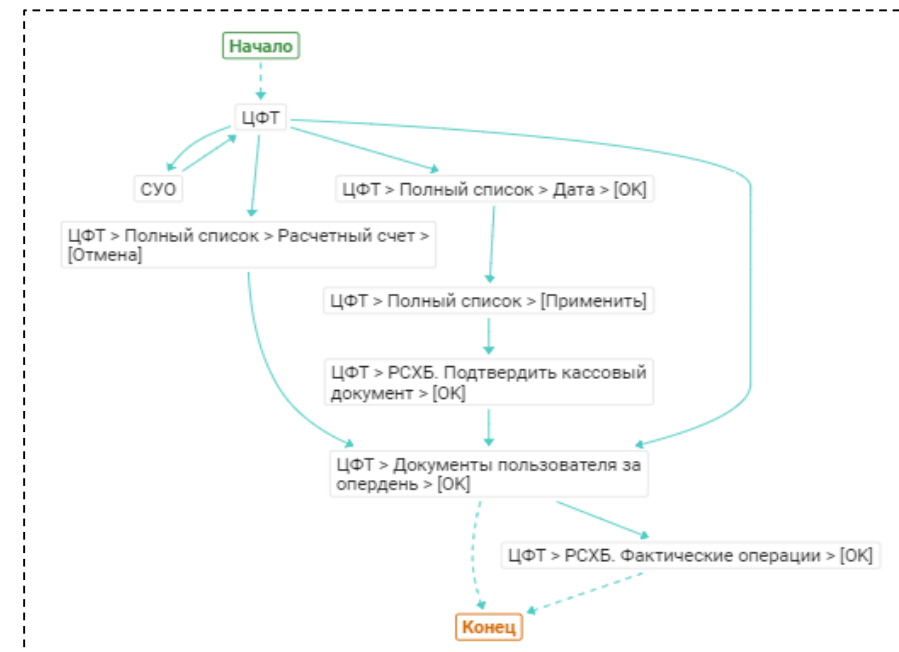 Начало
ЦФТ
СУО
ЦФТ > Полный список > Дата > [OK]
ЦФТ > Полный список > Расчетный счет >
[Отмена]
ЦФТ > Полный список > [Применить]
ЦФТ > РСХБ. Подтвердить кассовый
документ > [OK]
ЦФТ > Документы пользователя за
опердень > [OK]
ЦФТ > РСХБ. Фактические операции > [OK]
Конец